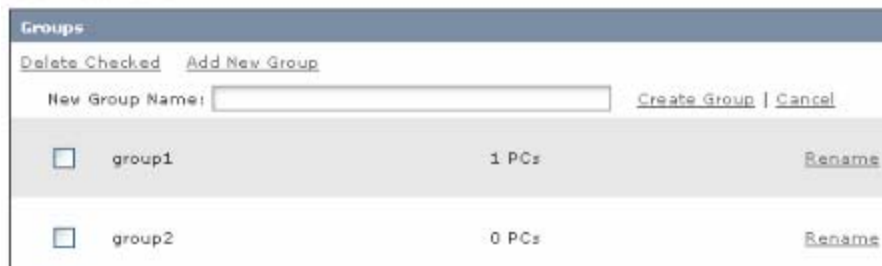 Groups
Delete Checked Add New Group
New Group Name: Create Group | Cancel
group1 1 PCs Rename
group2 0 PCs Rename